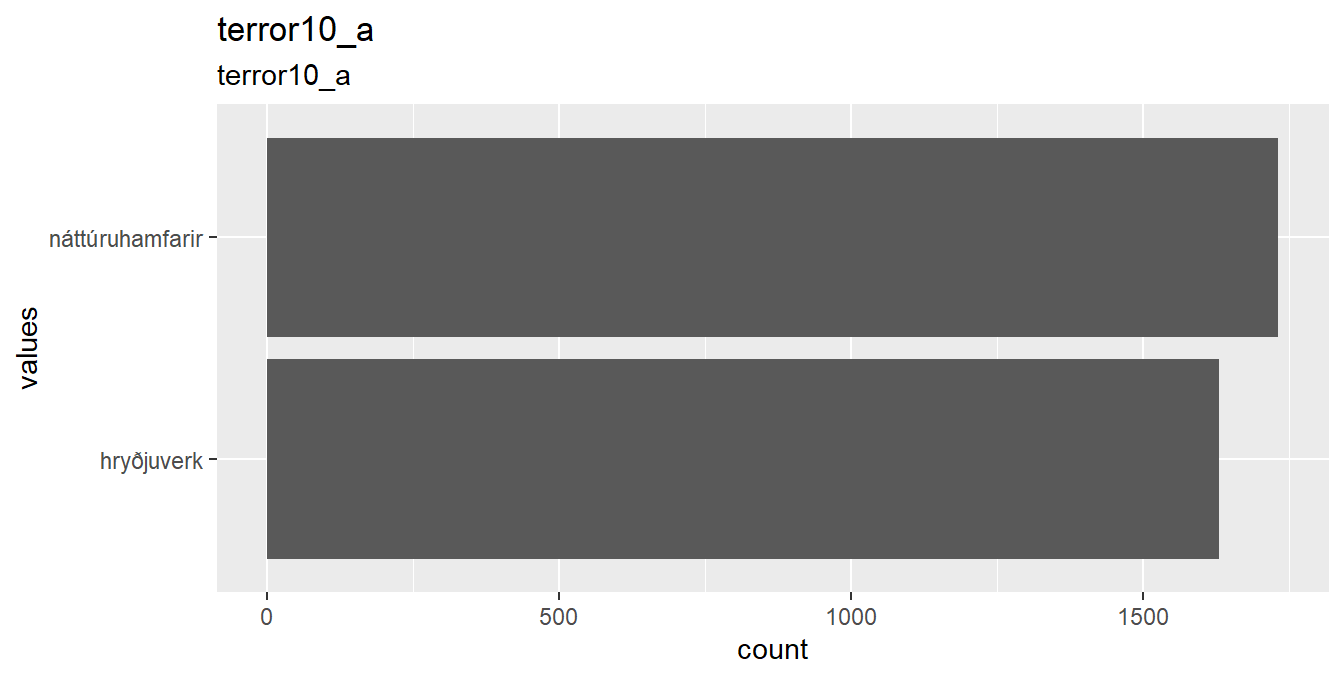 terror10_a
terror10_a
values
náttúruhamfarir
hryðjuverk
0 500 1000 1500
count